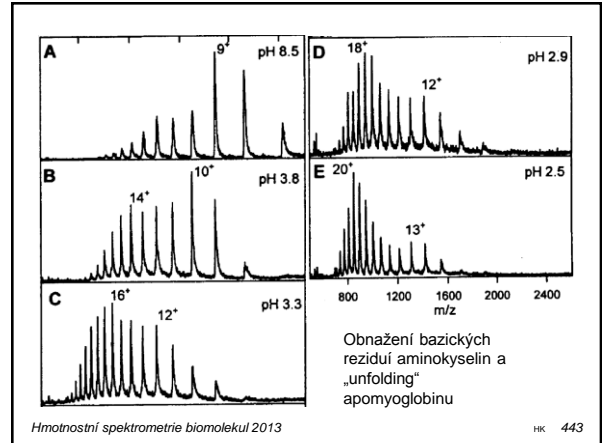 A
9+
pH 8.5
B
10+
14+
pH 3.8
C
16+
12+
pH 3.3
D
18+
12+
pH 2.9
E
20+
13+
pH 2.5
800 1200 1600 2000 2400
m/z
Obnažení bazických
reziduí aminokyselin a
„unfolding“
apomyoglobinu
Hmotnostní spektrometrie biomolekul 2013
HK 443